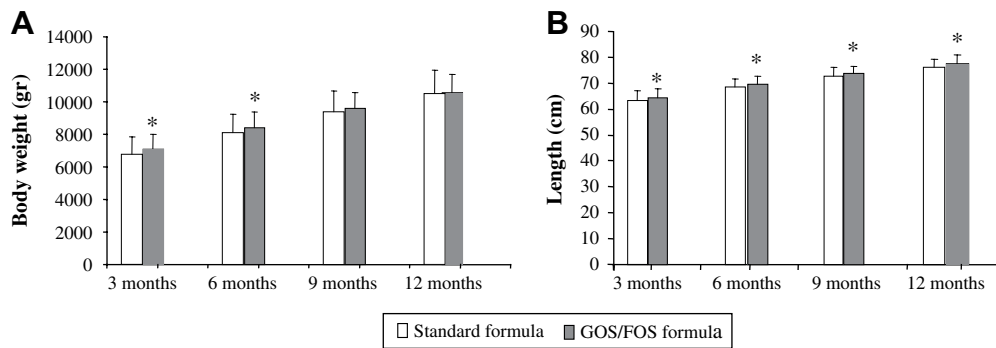 A
Body weight (gr)
14000
12000
10000
8000
6000
4000
2000
0
* *
3 months 6 months 9 months 12 months
B
Length (cm)
90
80
70
60
50
40
30
20
10
0
* * * *
3 months 6 months 9 months 12 months
Standard formula GOS/FOS formula